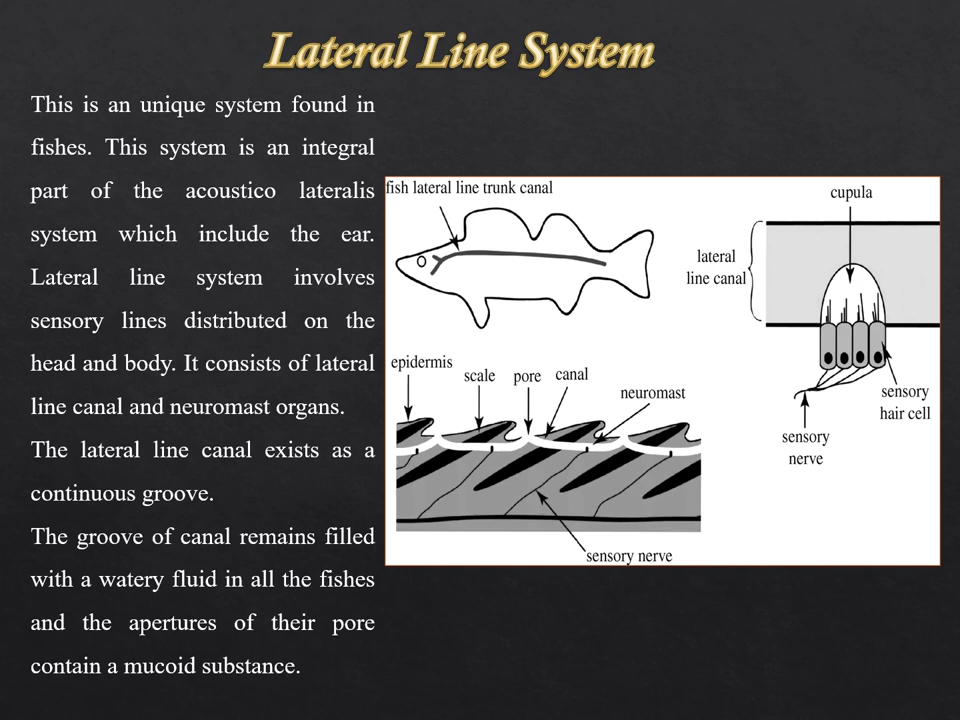 Lateral Line System
This is an unique system found in
fishes. This system is an integral
part of the acoustico lateralis
system which include the ear.
Lateral line system involves
sensory lines distributed on the
head and body. It consists of lateral
line canal and neuromast organs.
The lateral line canal exists as a
continuous groove.
The groove of canal remains filled
with a watery fluid in all the fishes
and the apertures of their pore
contain a mucoid substance.
fish lateral line trunk canal
cupula
lateral
line canal
epidermis
scale
pore
canal
neuromast
sensory
hair cell
sensory
nerve
sensory nerve